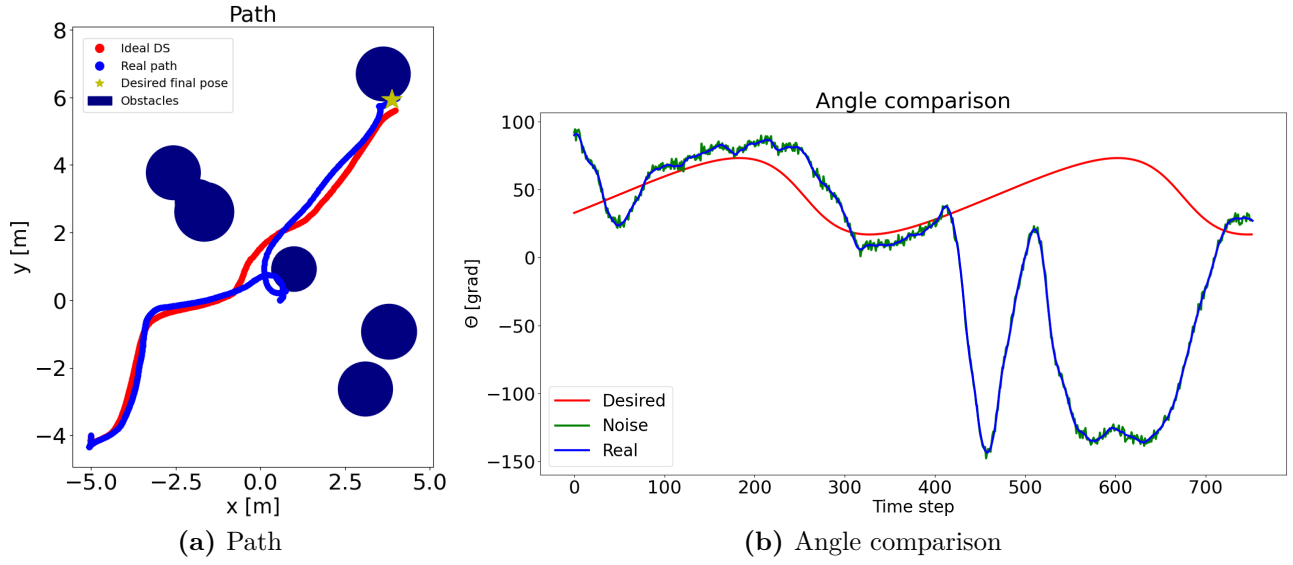 Path
8
6
4
2
0
−2
−4
y [m]
Ideal DS
Real path
Desired final pose
Obstacles
−5.0 −2.5 0.0 2.5 5.0
x [m]
(a) Path
Angle comparison
100
50
0
−50
−100
−150
Θ [grad]
Desired
Noise
Real
0 100 200 300 400 500 600 700
Time step
(b) Angle comparison